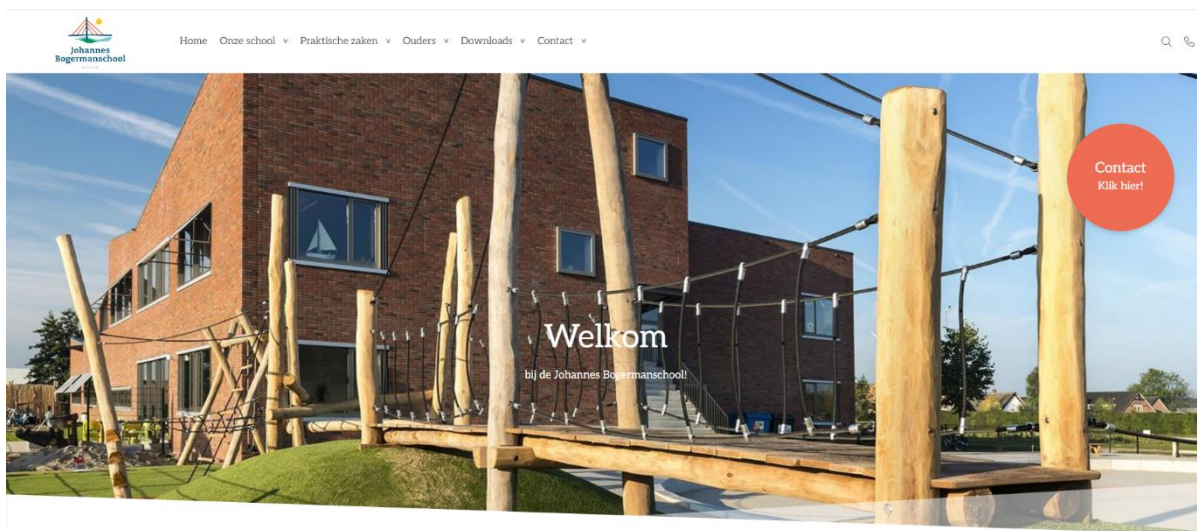 Johannes
Bogermanschool
Home Onze school Praktische zaken Ouders Downloads Contact
Contact
Klik hier!
Welkom
bij de Johannes Bogermanschool!